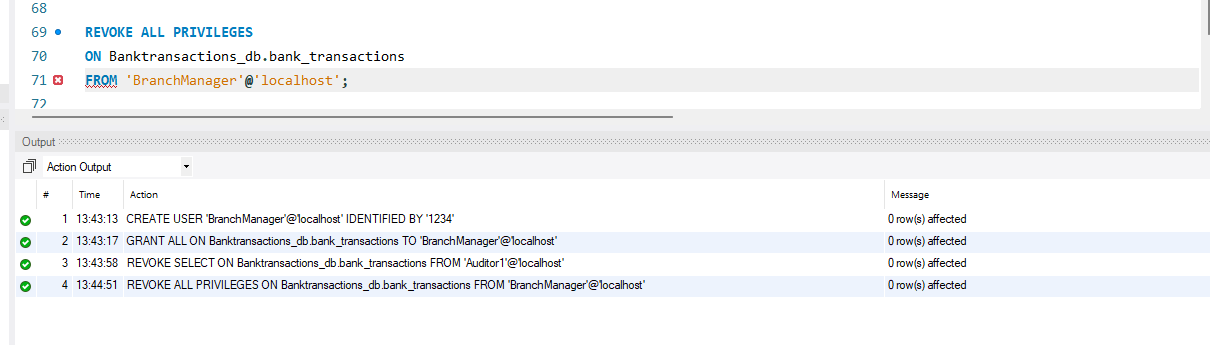 68
69 REVOKE ALL PRIVILEGES
70 ON Banktransactions_db.bank_transactions
71 FROM 'BranchManager'@'localhost';
72
Output
Action Output
# Time Action Message
1 13:43:13 CREATE USER 'BranchManager'@'localhost' IDENTIFIED BY '1234' 0 row(s) affected
2 13:43:17 GRANT ALL ON Banktransactions_db.bank_transactions TO 'BranchManager'@'localhost' 0 row(s) affected
3 13:43:58 REVOKE SELECT ON Banktransactions_db.bank_transactions FROM 'Auditor1'@'localhost' 0 row(s) affected
4 13:44:51 REVOKE ALL PRIVILEGES ON Banktransactions_db.bank_transactions FROM 'BranchManager'@'localhost' 0 row(s) affected